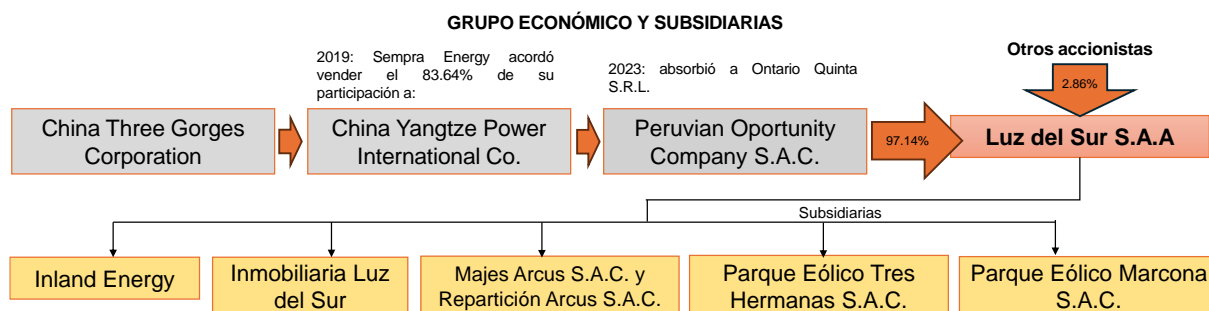 GRUPO ECONÓMICO Y SUBSIDIARIAS
2019: Sempra Energy acordó
vender el 83.64% de su
participación a:
2023: absorbió a Ontario Quinta
S.R.L.
Otros accionistas
2.86%
China Three Gorges
Corporation
China Yangtze Power
International Co.
Peruvian Oportunity
Company S.A.C.
97.14%
Luz del Sur S.A.A
Subsidiarias
Inland Energy
Inmobiliaria Luz
del Sur
Majes Arcus S.A.C. y
Repartición Arcus S.A.C.
Parque Eólico Tres
Hermanas S.A.C.
Parque Eólico Marcona
S.A.C.